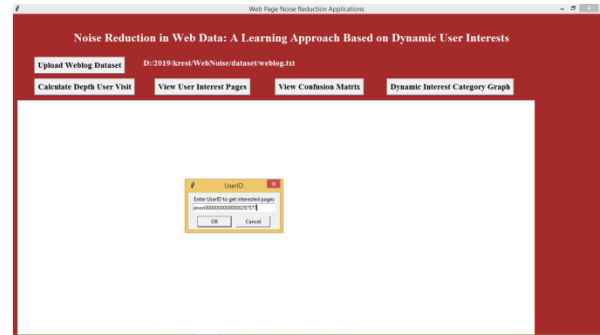 Web Page Noise Reduction Applications
Noise Reduction in Web Data: A Learning Approach Based on Dynamic User Interests
Upload Weblog Dataset D:/2019/krest/WebNoise/dataset/weblog.txt
Calculate Depth User Visit View User Interest Pages View Confusion Matrix Dynamic Interest Category Graph
UserID
Enter UserID to get interested pages
OK Cancel